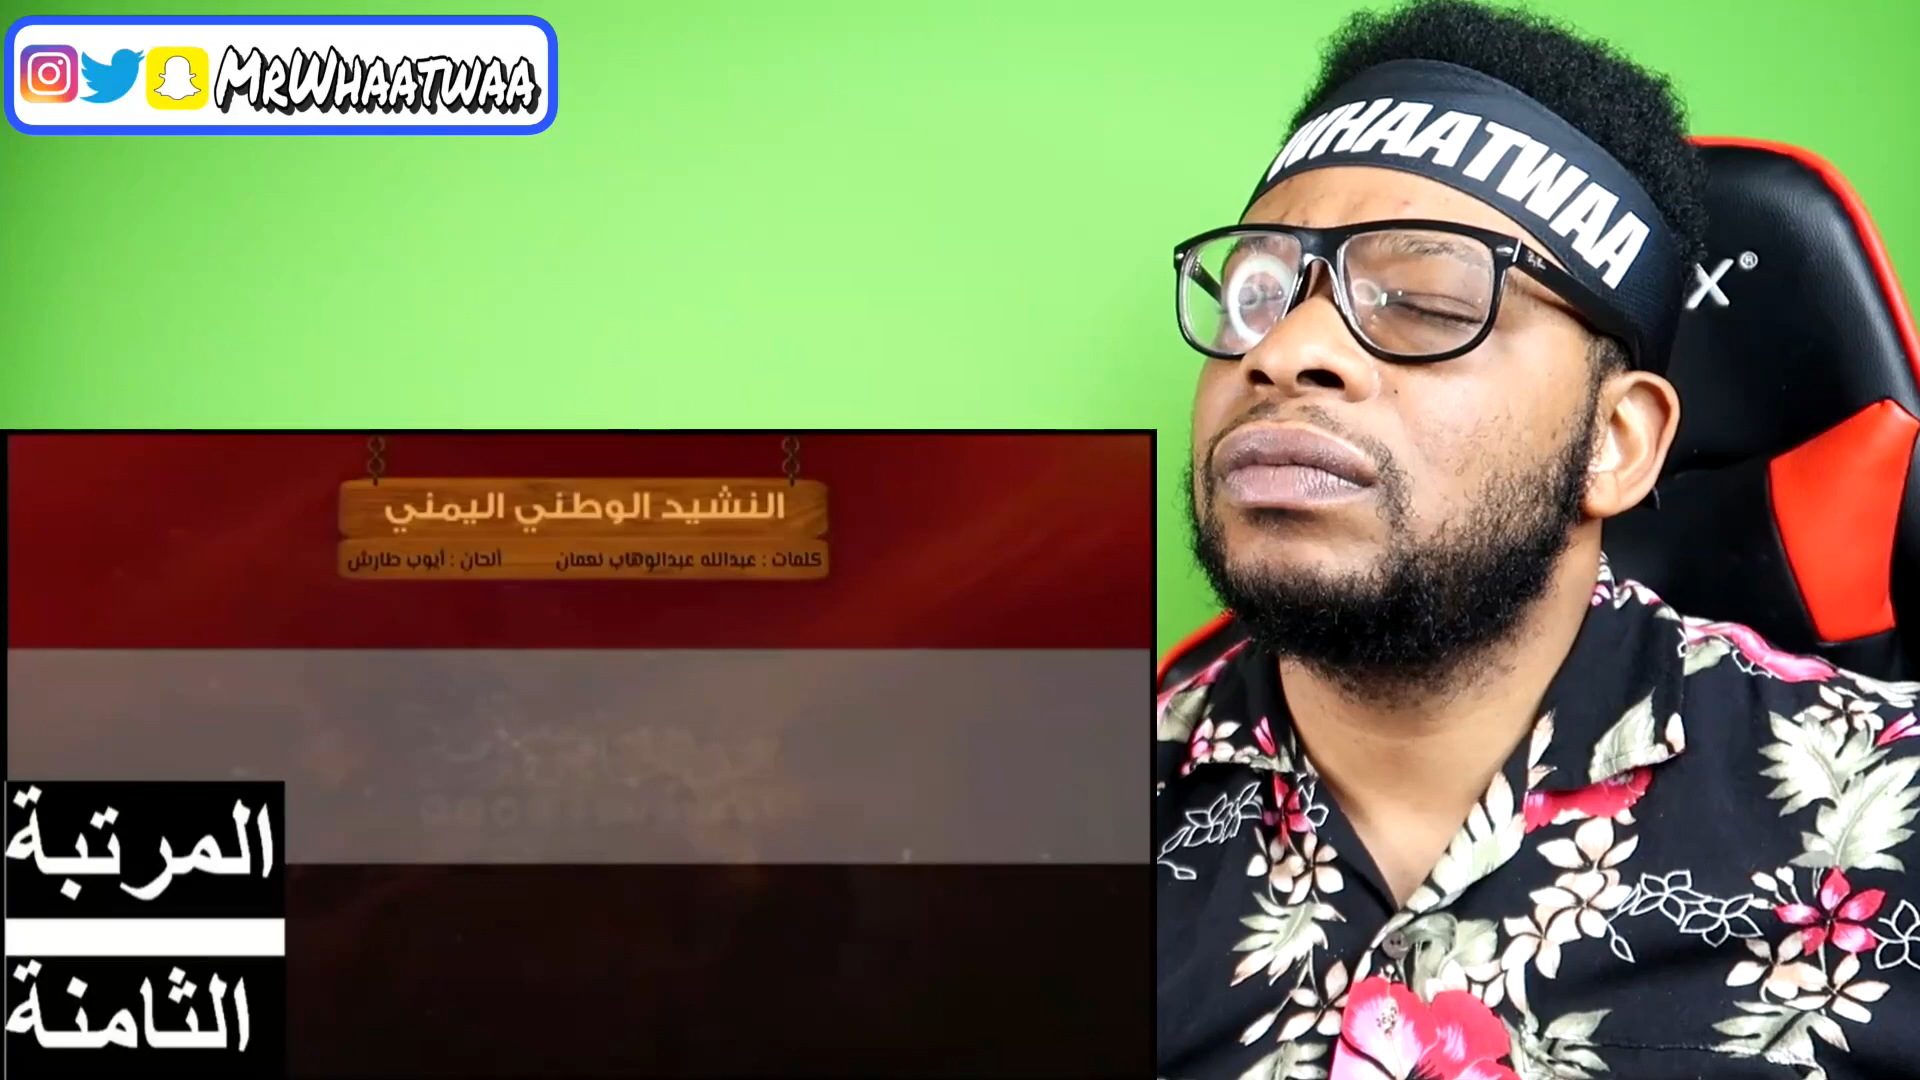 MRWHAATWAA
WHAATWAA
X®
النشيد الوطني اليمني
كلمات : عبدالله عبدالوهاب نعمان ألحان : أيوب طارش
المرتبة
الثامنة